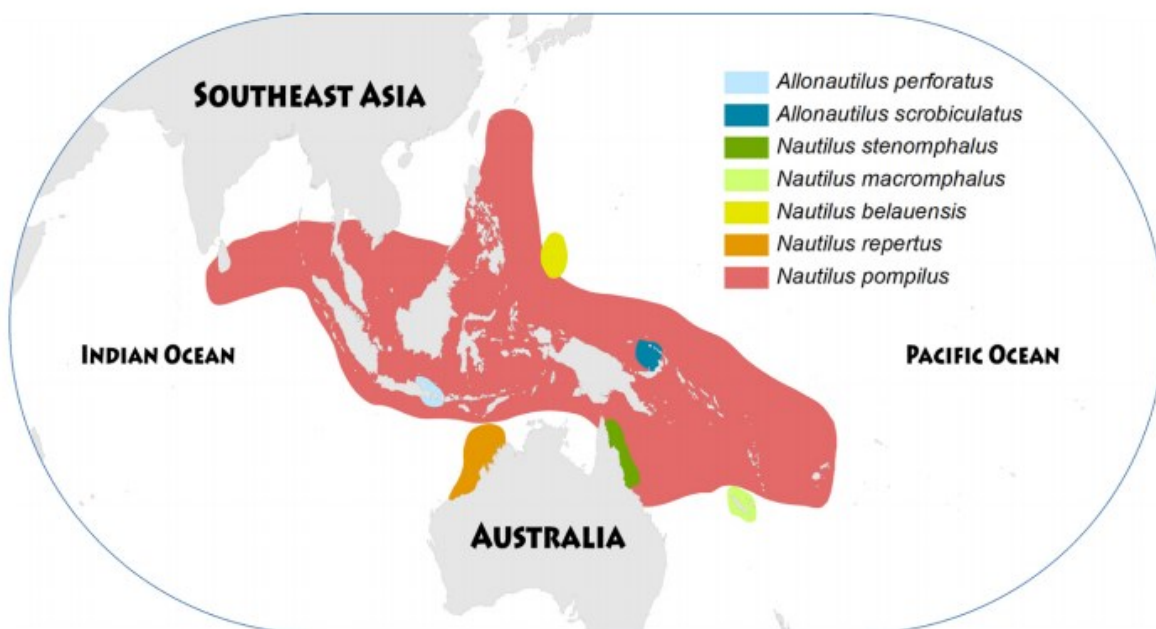 SOUTHEAST ASIA
Allonautilus perforatus
Allonautilus scrobiculatus
Nautilus stenomphalus
Nautilus macromphalus
Nautilus belauensis
Nautilus repertus
Nautilus pompilus
INDIAN OCEAN
PACIFIC OCEAN
AUSTRALIA